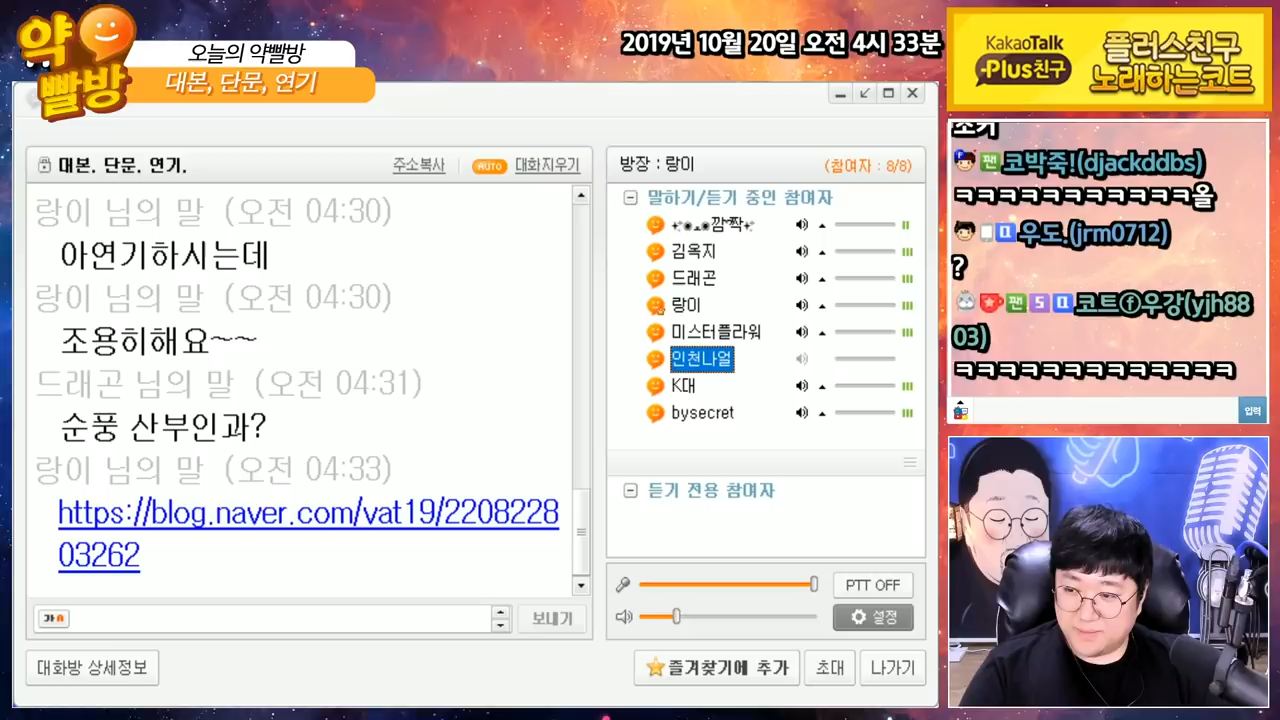 약빨방
오늘의 약빨방
대본, 단문, 연기
2019년 10월 20일 오전 4시 33분
KakaoTalk
Plus친구
플러스친구
노래하는코트
대본. 단문. 연기.
주소복사
AUTO
대화지우기
랑이 님의 말 (오전 04:30)
아연기하시는데
랑이 님의 말 (오전 04:30)
조용히해요~~
드래곤 님의 말 (오전 04:31)
순풍 산부인과?
랑이 님의 말 (오전 04:33)
https://blog.naver.com/vat19/2208228
03262
가
보내기
대화방 상세정보
방장 : 랑이
(참여자 : 8/8)
말하기/듣기 중인 참여자
깜짝
김옥지
드래곤
랑이
미스터플라워
인천나얼
K대
bysecret
듣기 전용 참여자
PTT OFF
설정
즐겨찾기에 추가
초대
나가기
팬 코박죽!(djackddbs)
ㅋㅋㅋㅋㅋㅋㅋㅋㅋㅋㅋ올
우도.(jrm0712)
?
팬 5 코트ⓕ우강(yjh88
03)
ㅋㅋㅋㅋㅋㅋㅋㅋㅋㅋㅋㅋㅋ
입력